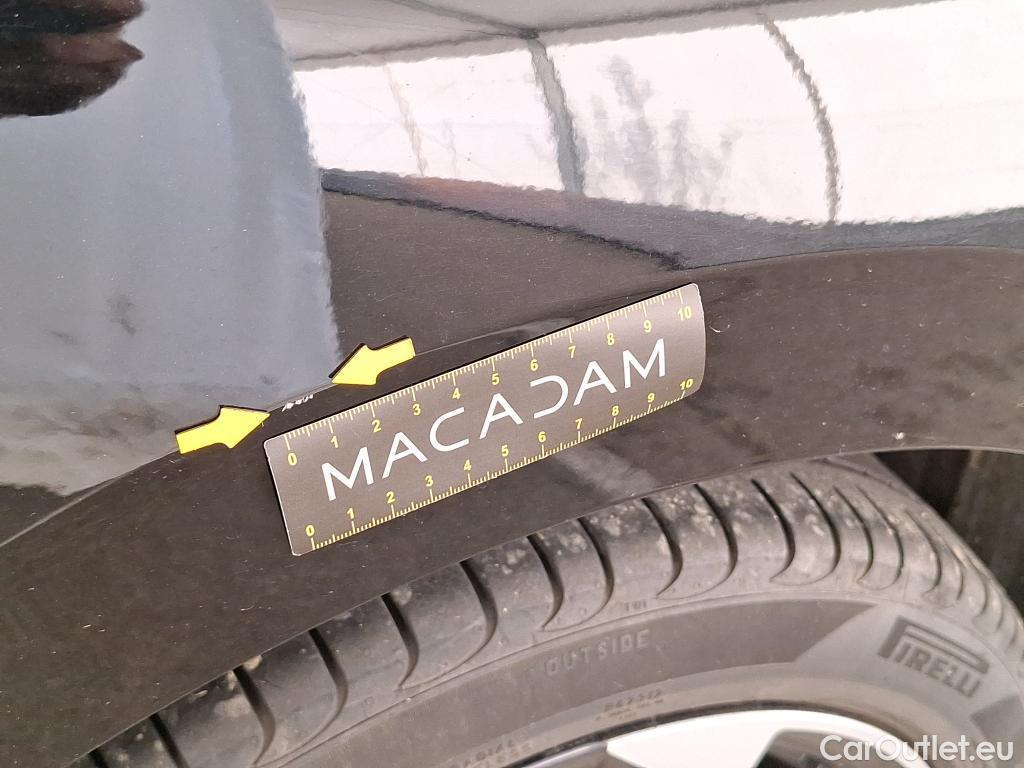 0 1 2 3 4 5 6 7 8 9 10
MACADAM
0 1 2 3 4 5 6 7 8 9 10
OUTSIDE
PIRELLI
CarOutlet.eu